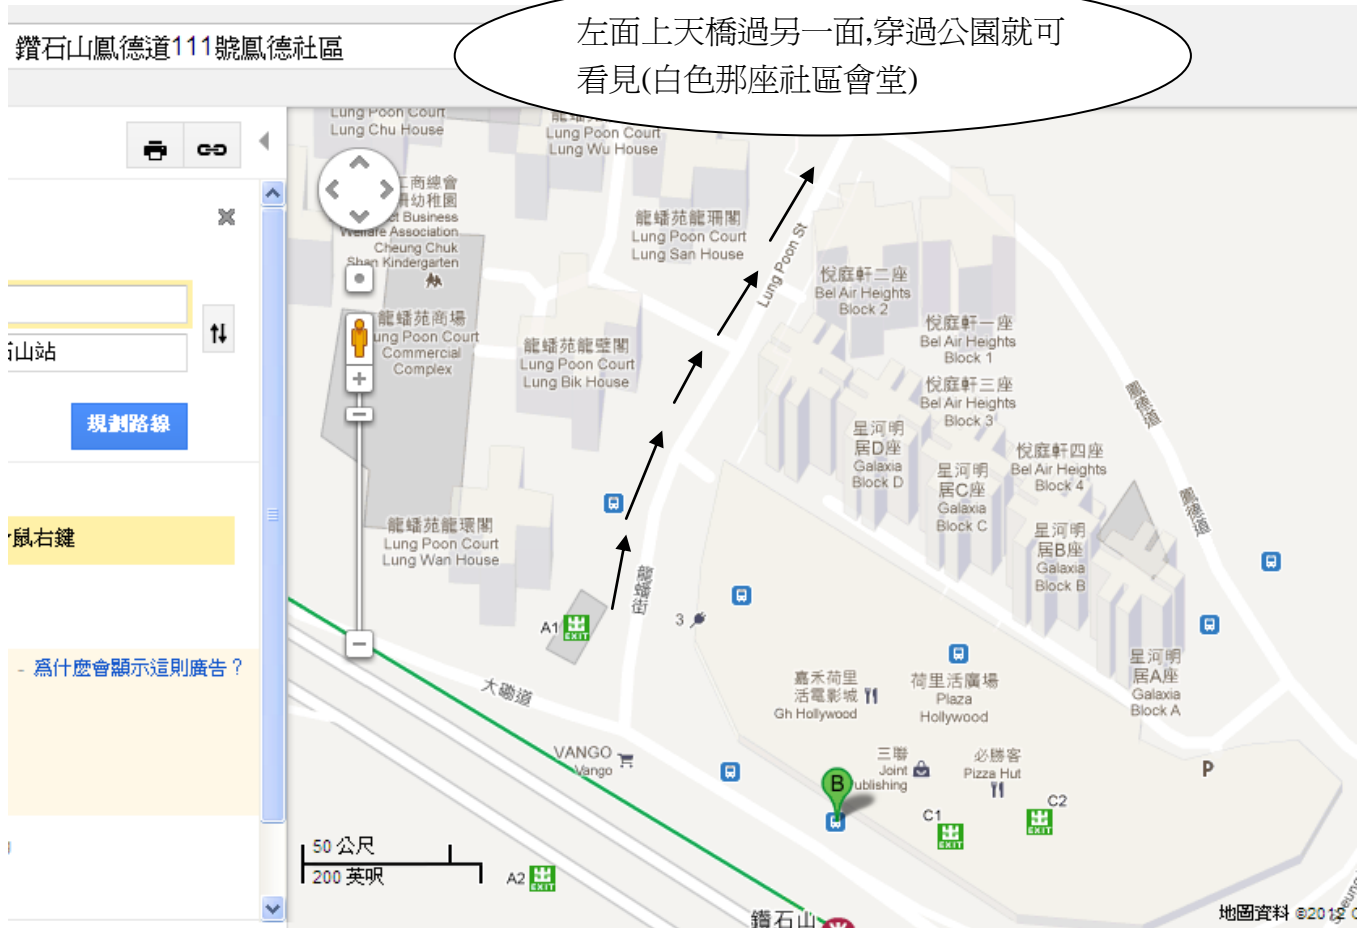 左面上天橋過另一面,穿過公園就可
看見(白色那座社區會堂)
鑽石山鳳德道111號鳳德社區
山站
規劃路線
鼠右鍵
- 爲什麼會顯示這則廣告？
Lung Poon Court
Lung Chu House
Lung Poon Court
Lung Wu House
工商總會
冊幼稚園
ct Business
Welfare Association
Cheung Chuk
Shan Kindergarten
龍蟠苑龍珊閣
Lung Poon Court
Lung San House
Lung Poon St
悅庭軒二座
Bel Air Heights
Block 2
龍蟠苑商場
Lung Poon Court
Commercial
Complex
龍蟠苑龍璧閣
Lung Poon Court
Lung Bik House
悅庭軒一座
Bel Air Heights
Block 1
悅庭軒三座
Bel Air Heights
Block 3
鳳德道
星河明
居D座
Galaxia
Block D
星河明
居C座
Galaxia
Block C
悅庭軒四座
Bel Air Heights
Block 4
鳳德道
龍蟠苑龍環閣
Lung Poon Court
Lung Wan House
星河明
居B座
Galaxia
Block B
龍蟠街
A1
EXIT
3
大磡道
嘉禾荷里
活電影城
Gh Hollywood
荷里活廣場
Plaza
Hollywood
星河明
居A座
Galaxia
Block A
VANGO
Vango
三聯
Joint
Publishing
必勝客
Pizza Hut
P
B
C1
EXIT
C2
EXIT
50 公尺
200 英呎
A2
EXIT
鑽石山
地圖資料 ©2012